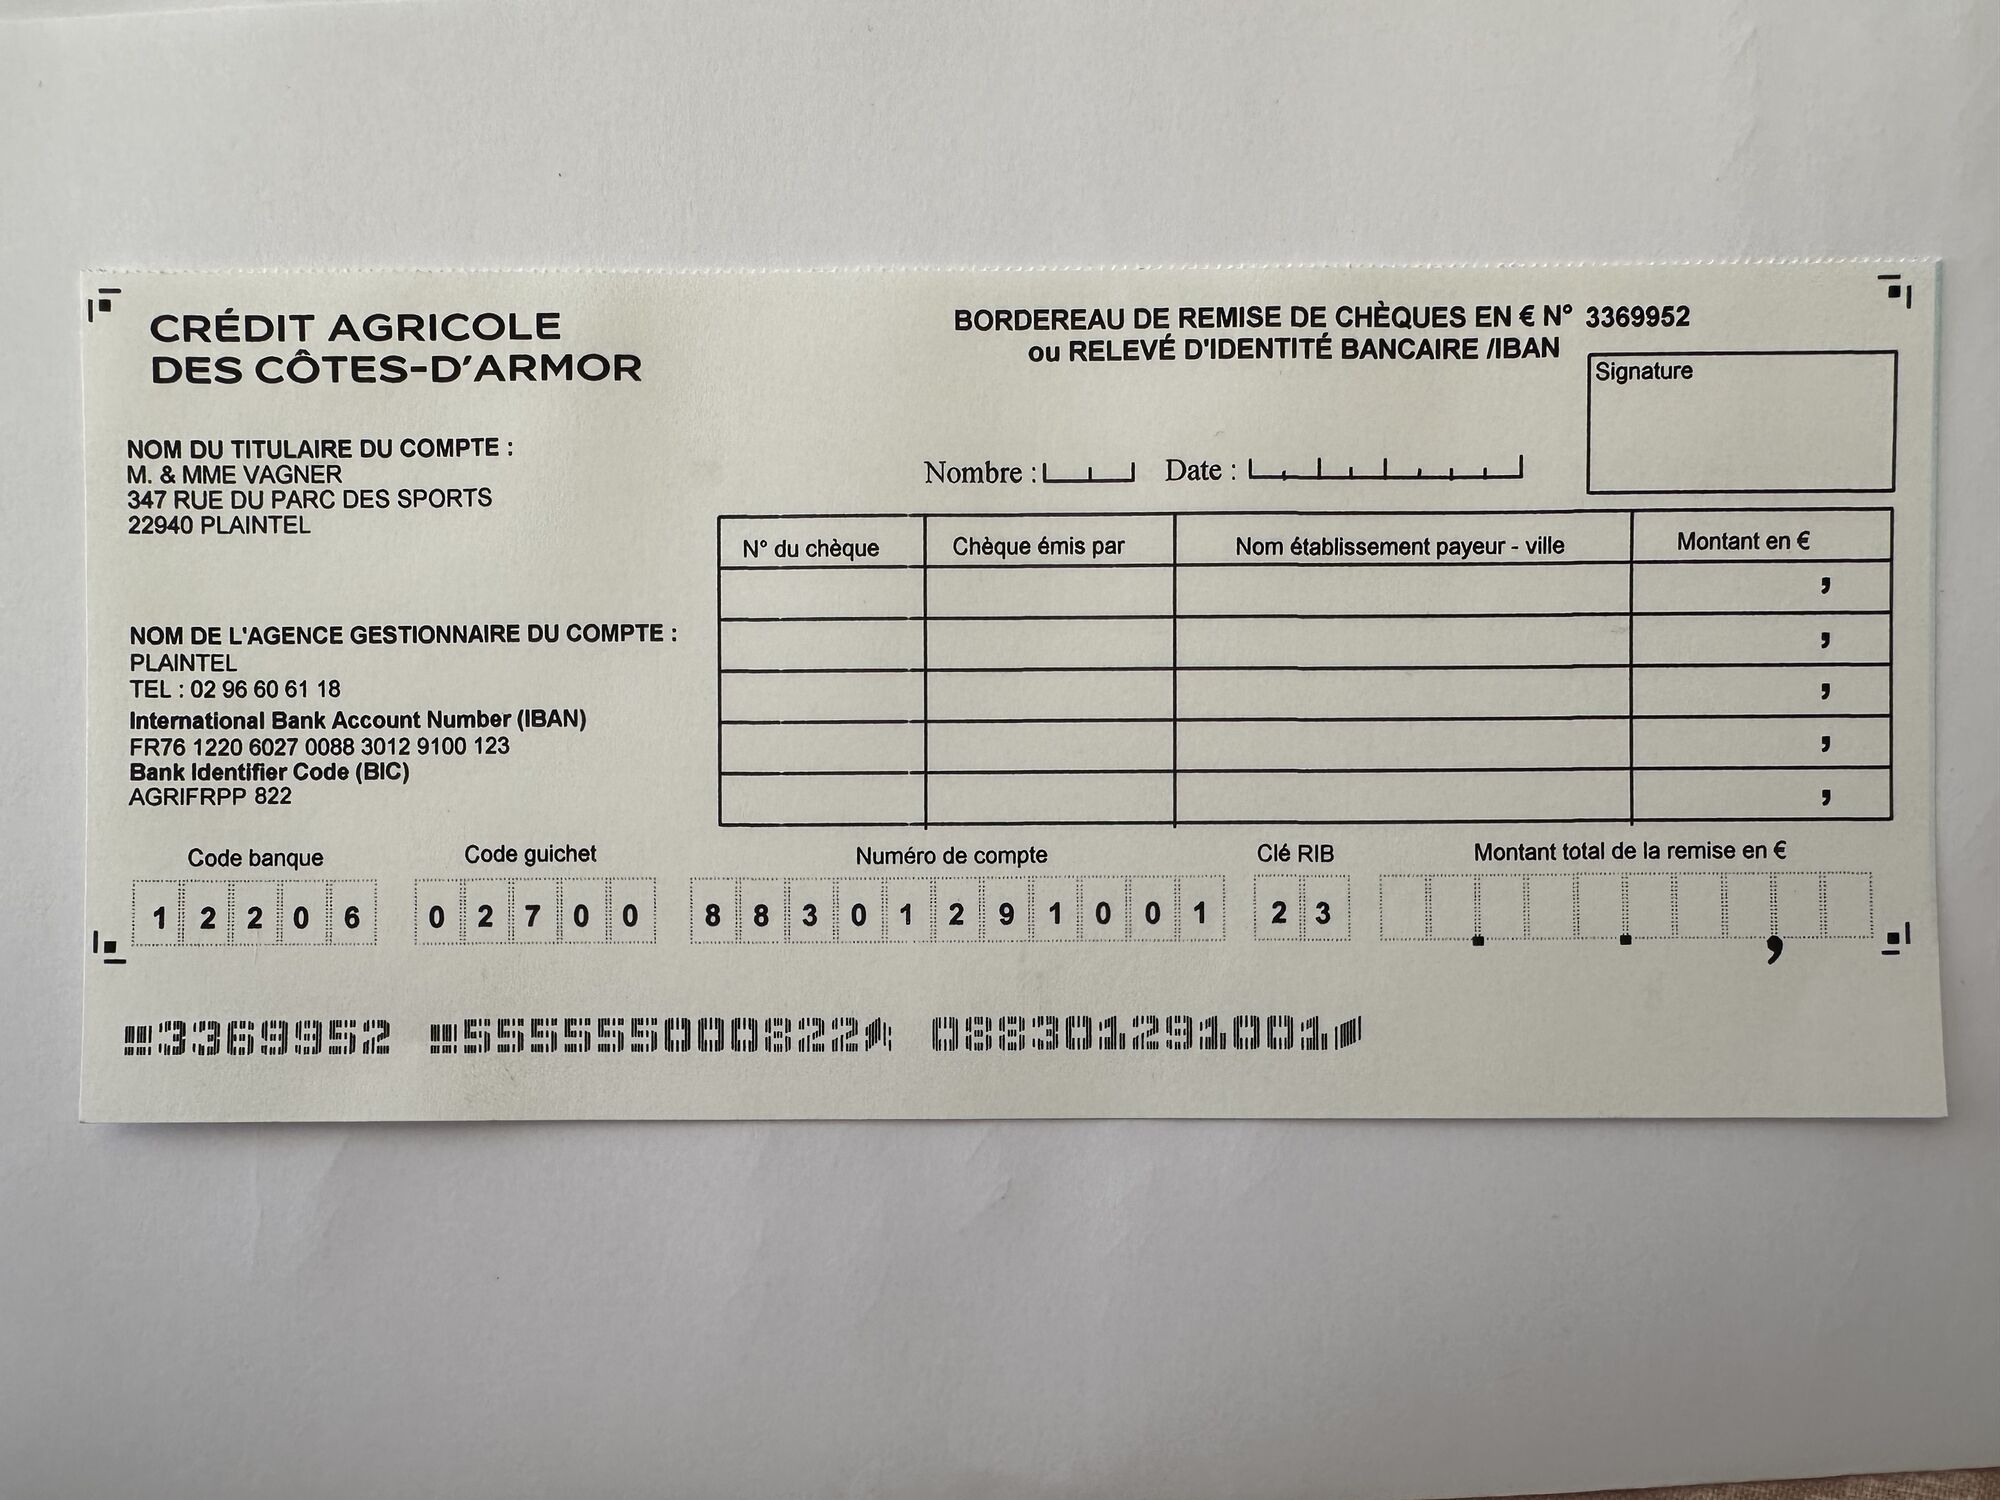 CRÉDIT AGRICOLE
DES CÔTES-D'ARMOR
BORDEREAU DE REMISE DE CHÈQUES EN € N° 3369952
ou RELEVÉ D'IDENTITÉ BANCAIRE /IBAN
Signature
NOM DU TITULAIRE DU COMPTE :
M. & MME VAGNER
347 RUE DU PARC DES SPORTS
22940 PLAINTEL
Nombre : Date :
N° du chèque Chèque émis par Nom établissement payeur - ville Montant en €
,
,
,
,
,
NOM DE L'AGENCE GESTIONNAIRE DU COMPTE :
PLAINTEL
TEL : 02 96 60 61 18
International Bank Account Number (IBAN)
FR76 1220 6027 0088 3012 9100 123
Bank Identifier Code (BIC)
AGRIFRPP 822
Code banque Code guichet Numéro de compte Clé RIB Montant total de la remise en €
1 2 2 0 6 0 2 7 0 0 8 8 3 0 1 2 9 1 0 0 1 2 3 . . ,
3369952 555555000822 088301291001